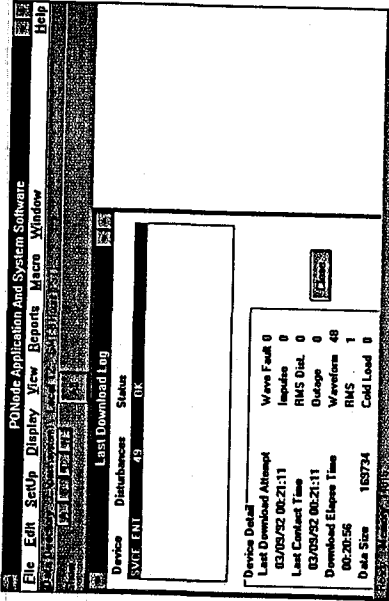 PQNode Application And System Software
File Edit SetUp Display View Reports Macro Window Help
Last Download Log
Device Disturbances Status
SVCE ENT 49 OK
Device Detail
Last Download Attempt
03/09/92 00:21:11
Last Contact Time
03/09/92 00:21:11
Download Elapse Time
00:20:56
Data Size 169734
Wave Fault 0
Impulse 0
RMS Dist. 0
Outage 0
Waveform 48
RMS 1
Cold Load 0